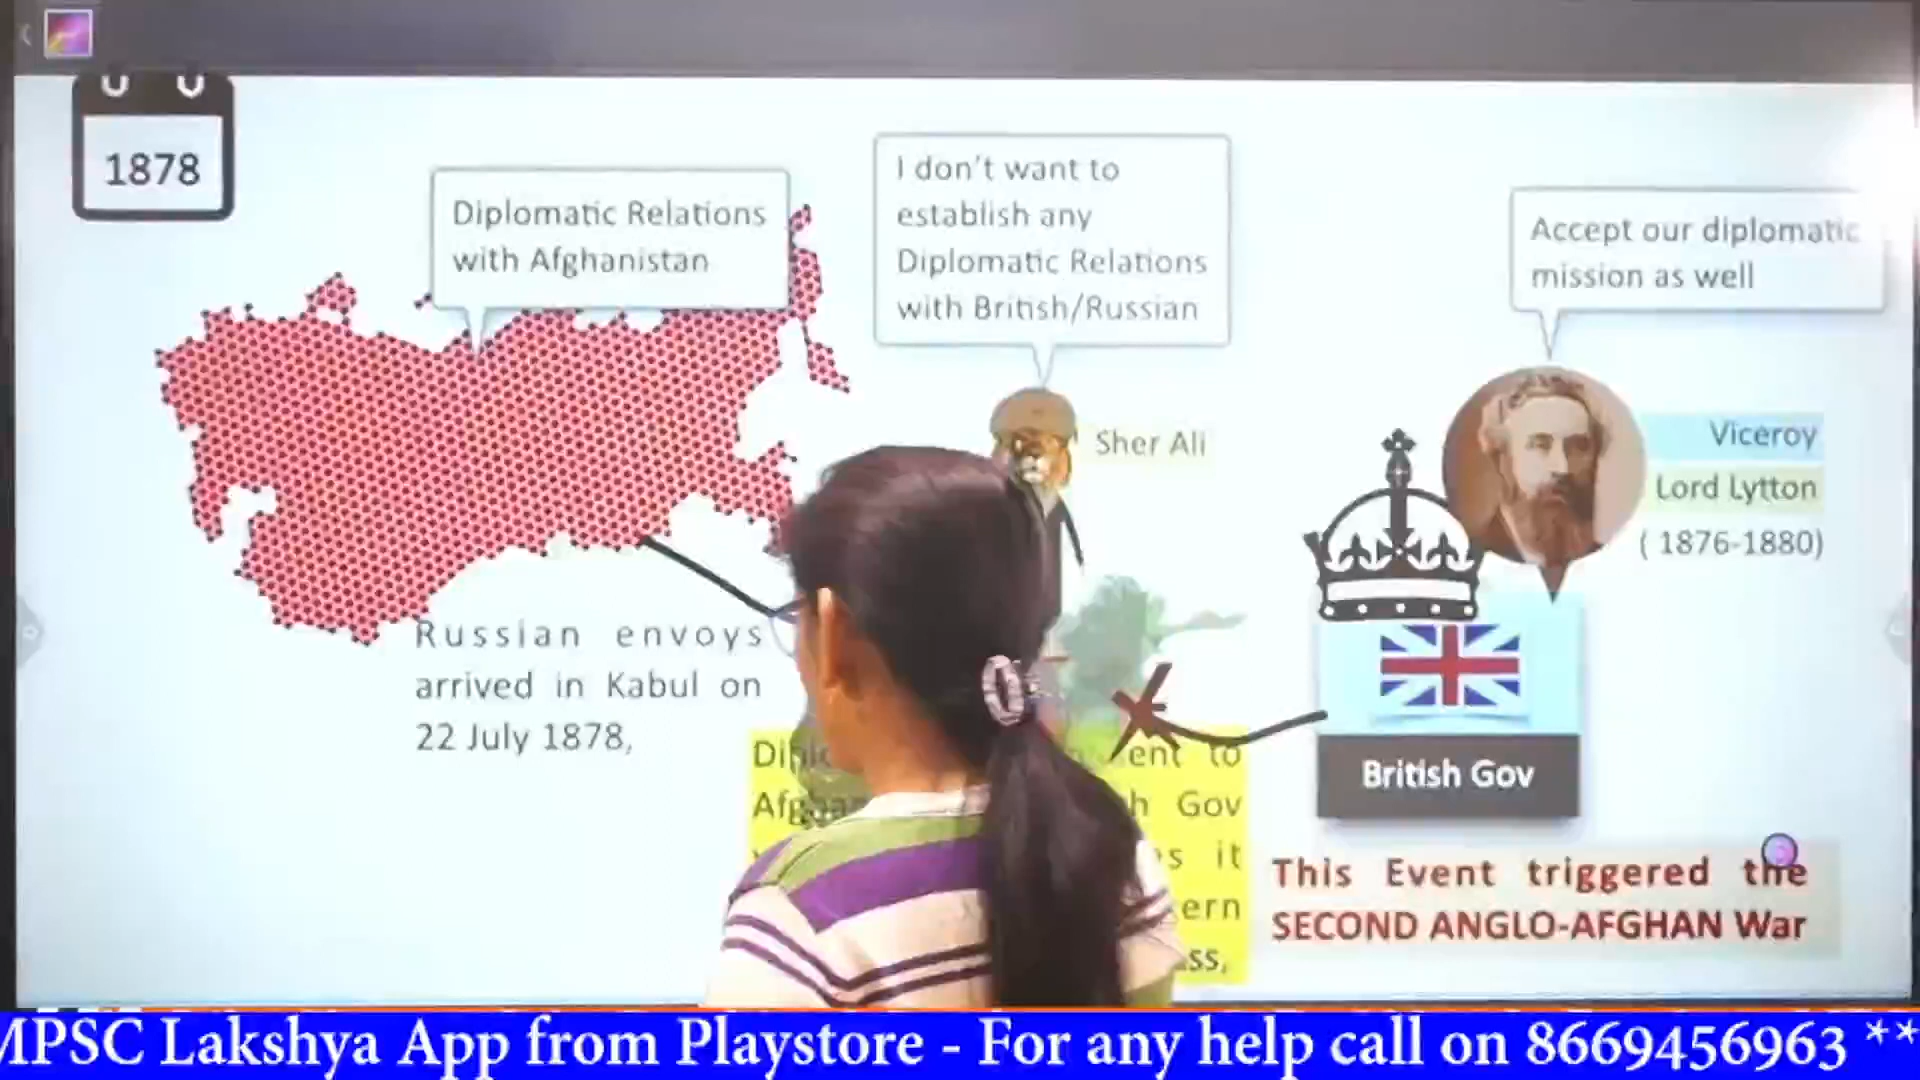 1878
Diplomatic Relations
with Afghanistan
I don't want to
establish any
Diplomatic Relations
with British/Russian
Accept our diplomatic
mission as well
Sher Ali
Viceroy
Lord Lytton
( 1876-1880)
Russian envoys
arrived in Kabul on
22 July 1878,
to
Gov
it
British Gov
This Event triggered the
SECOND ANGLO-AFGHAN War
MPSC Lakshya App from Playstore - For any help call on 8669456963 **